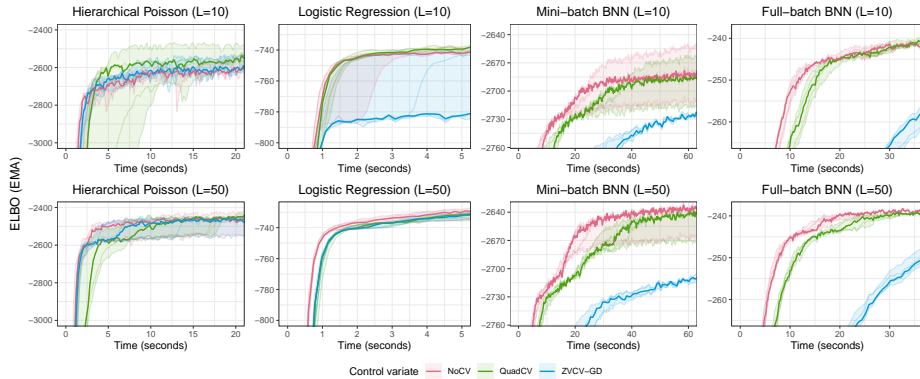 Hierarchical Poisson (L=10)
Logistic Regression (L=10)
Mini-batch BNN (L=10)
Full-batch BNN (L=10)
-2400
-2600
-2800
-3000
0 5 10 15 20
Time (seconds)
-740
-760
-780
-800
0 1 2 3 4 5
Time (seconds)
-2640
-2670
-2700
-2730
-2760
0 20 40 60
Time (seconds)
-240
-250
-260
0 10 20 30
Time (seconds)
ELBO (EMA)
Hierarchical Poisson (L=50)
Logistic Regression (L=50)
Mini-batch BNN (L=50)
Full-batch BNN (L=50)
-2400
-2600
-2800
-3000
0 5 10 15 20
Time (seconds)
-740
-760
-780
-800
0 1 2 3 4 5
Time (seconds)
-2640
-2670
-2700
-2730
-2760
0 20 40 60
Time (seconds)
-240
-250
-260
0 10 20 30
Time (seconds)
Control variate NoCV QuadCV ZVCV-GD